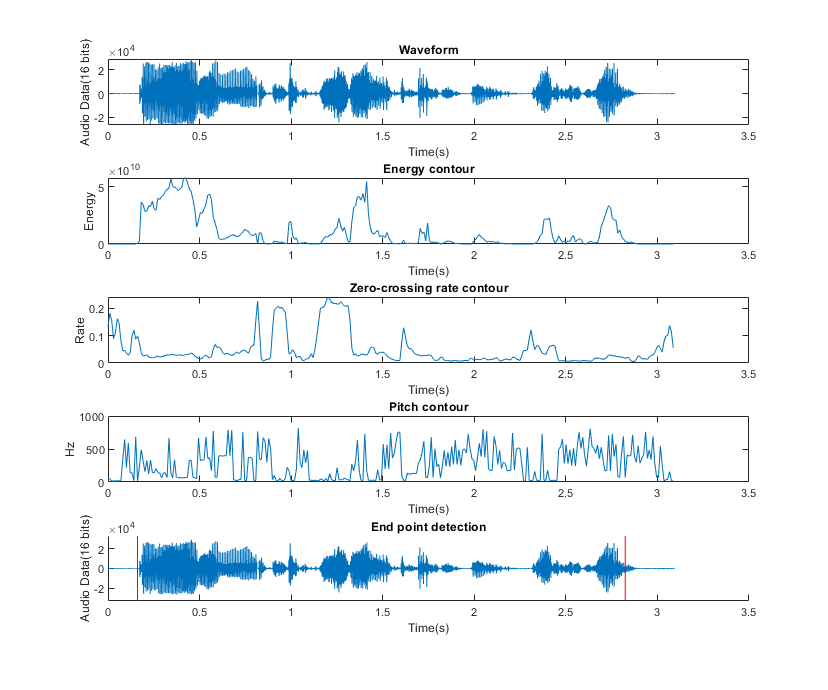 Waveform
×10⁴
Audio Data(16 bits)
2
0
-2
0 0.5 1 1.5 2 2.5 3 3.5
Time(s)
Energy contour
×10¹⁰
Energy
5
0
0 0.5 1 1.5 2 2.5 3 3.5
Time(s)
Zero-crossing rate contour
Rate
0.2
0.1
0
0 0.5 1 1.5 2 2.5 3 3.5
Time(s)
Pitch contour
Hz
1000
500
0
0 0.5 1 1.5 2 2.5 3 3.5
Time(s)
End point detection
×10⁴
Audio Data(16 bits)
2
0
-2
0 0.5 1 1.5 2 2.5 3 3.5
Time(s)